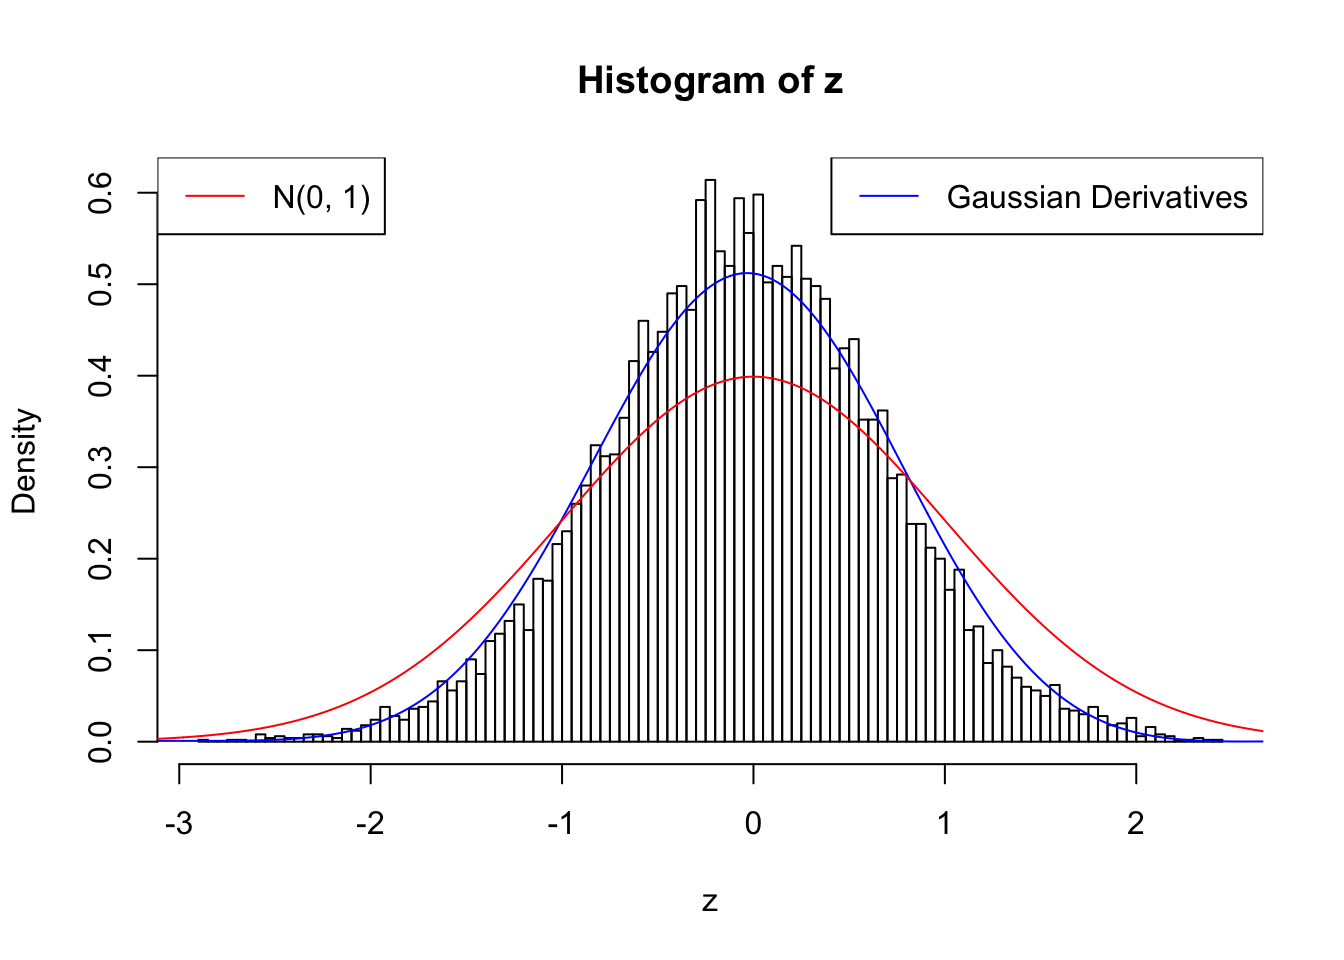 Histogram of z
N(0, 1)
Gaussian Derivatives
Density
0.6
0.5
0.4
0.3
0.2
0.1
0.0
-3 -2 -1 0 1 2
z